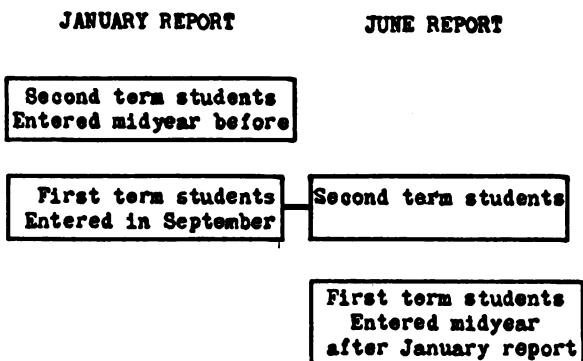 JANUARY REPORT
JUNE REPORT
Second term students
Entered midyear before
First term students
Entered in September
Second term students
First term students
Entered midyear
after January report